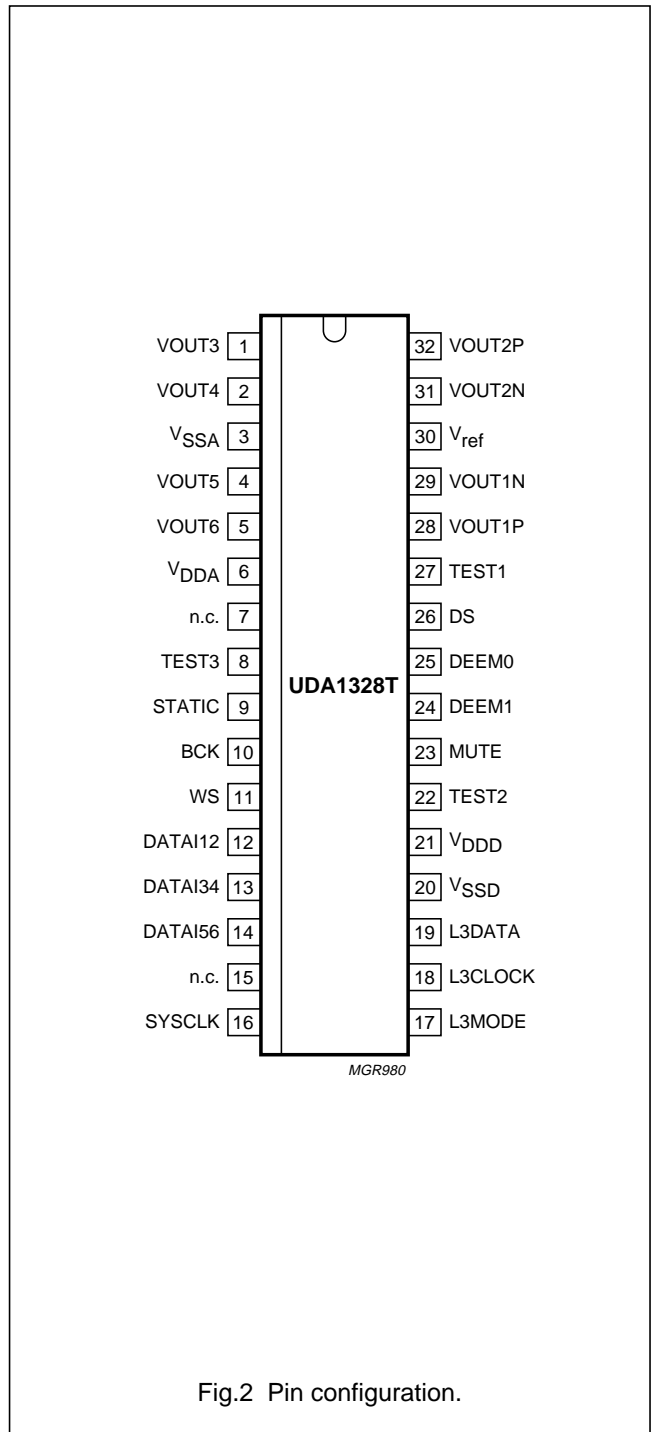 VOUT3 1 32 VOUT2P
VOUT4 2 31 VOUT2N
VSSA 3 30 Vref
VOUT5 4 29 VOUT1N
VOUT6 5 28 VOUT1P
VDDA 6 27 TEST1
n.c. 7 26 DS
TEST3 8 25 DEEM0
UDA1328T
STATIC 9 24 DEEM1
BCK 10 23 MUTE
WS 11 22 TEST2
DATAI12 12 21 VDDD
DATAI34 13 20 VSSD
DATAI56 14 19 L3DATA
n.c. 15 18 L3CLOCK
SYSCLK 16 17 L3MODE
MGR980
Fig.2 Pin configuration.